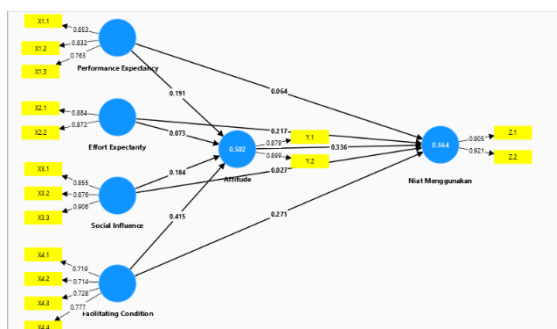 X1.1
0.853
X1.2
0.832
X1.3
0.763
Performance Expectancy
0.064
0.191
X2.1
0.884
X2.2
0.872
Effort Expectanty
0.217
0.073
0.502
Attitude
0.879
Y.1
0.899
Y.2
0.336
0.564
Niat Menggunakan
0.905
Z.1
0.921
Z.2
X3.1
0.855
X3.2
0.876
X3.3
0.906
Social Influence
0.184
0.027
0.415
0.271
X4.1
0.719
X4.2
0.714
X4.3
0.728
X4.4
0.777
Facilitating Condition